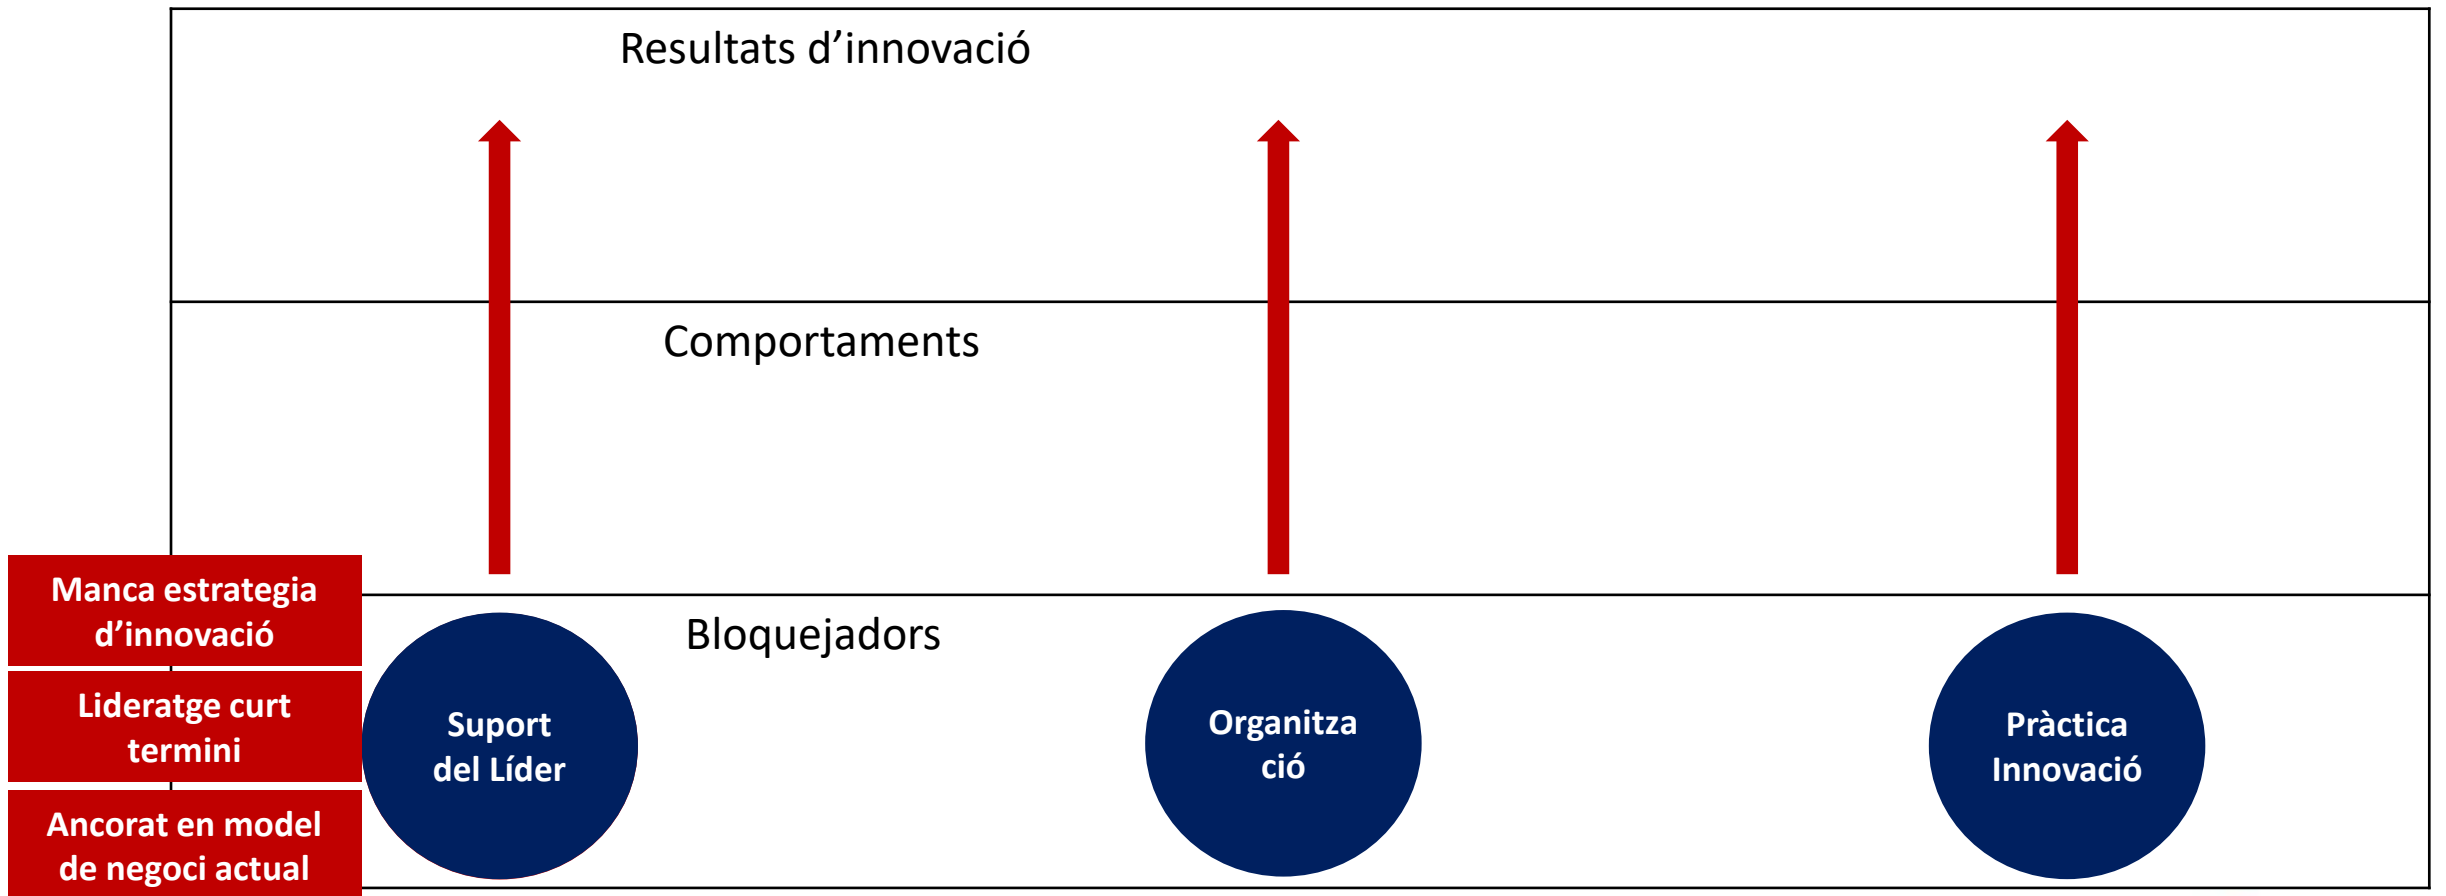 Resultats d’innovació
Comportaments
Bloquejadors
Manca estrategia
d’innovació
Lideratge curt
termini
Ancorat en model
de negoci actual
Suport
del Líder
Organitza
ció
Pràctica
Innovació